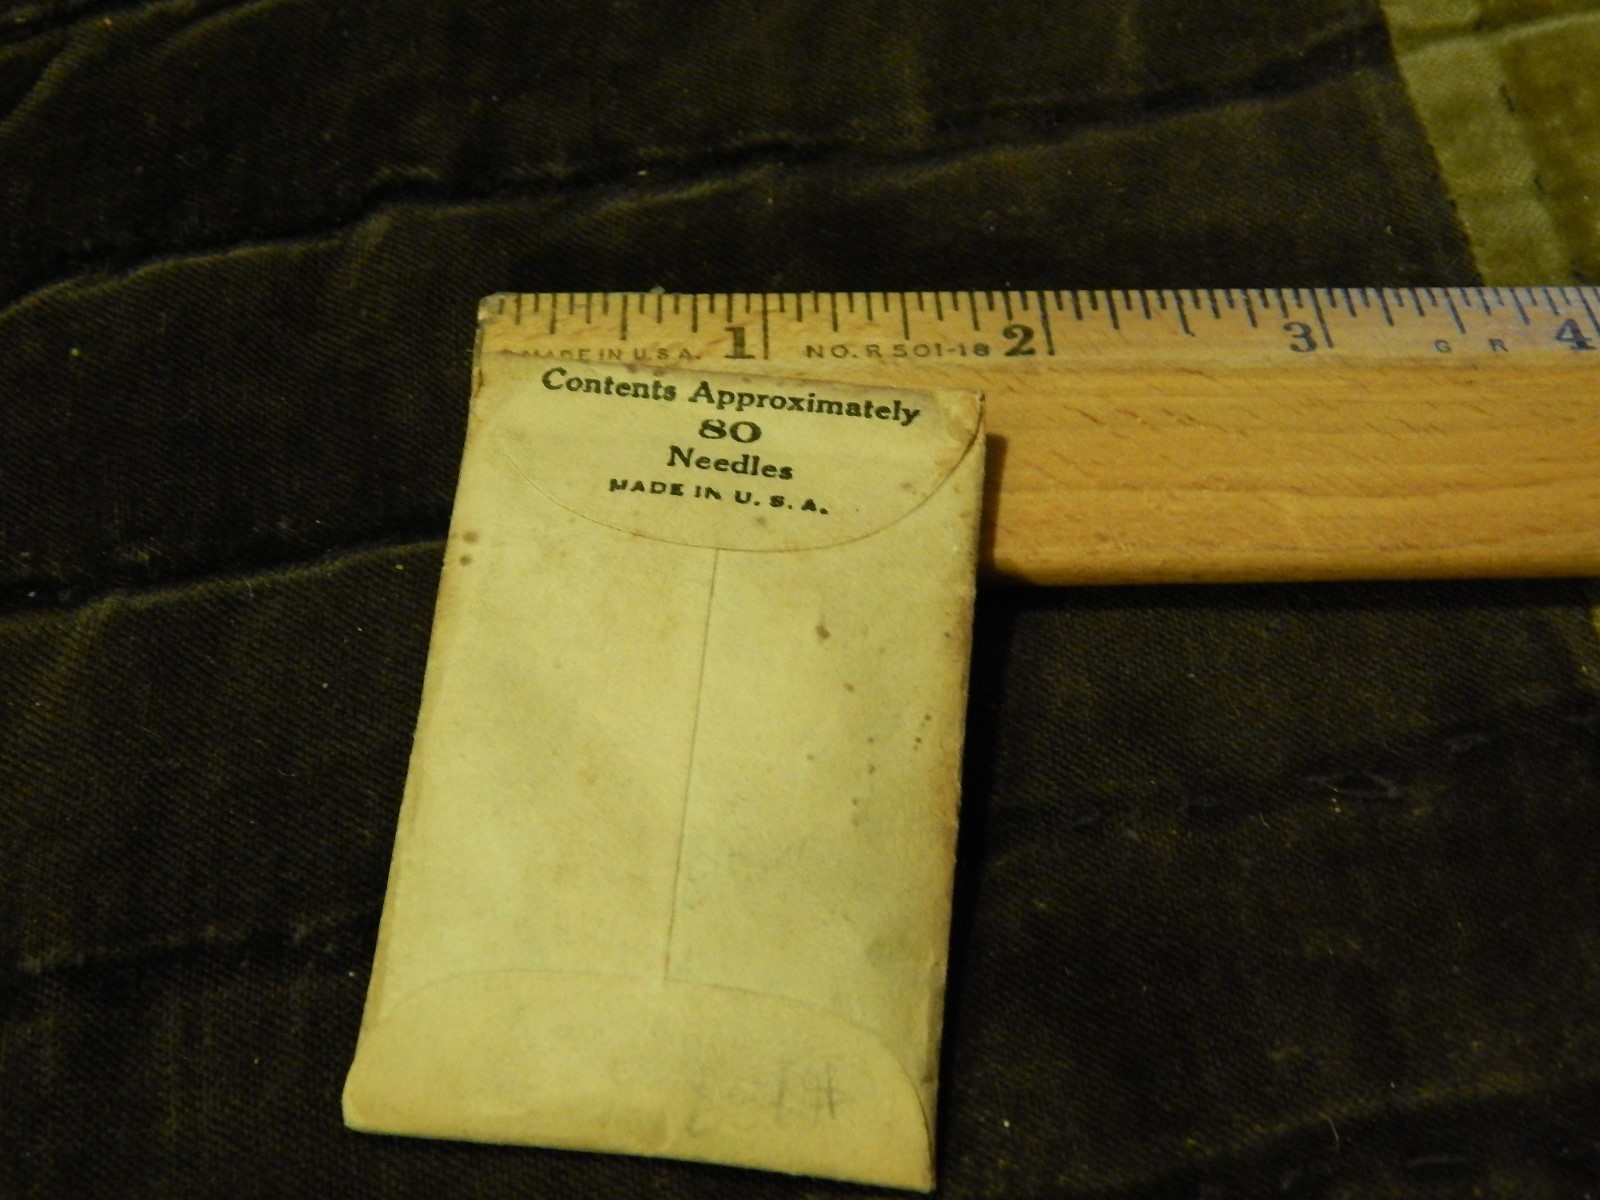 1 2 3 4
MADE IN U.S.A. NO. R 501-18 G R
Contents Approximately
80
Needles
MADE IN U. S. A.